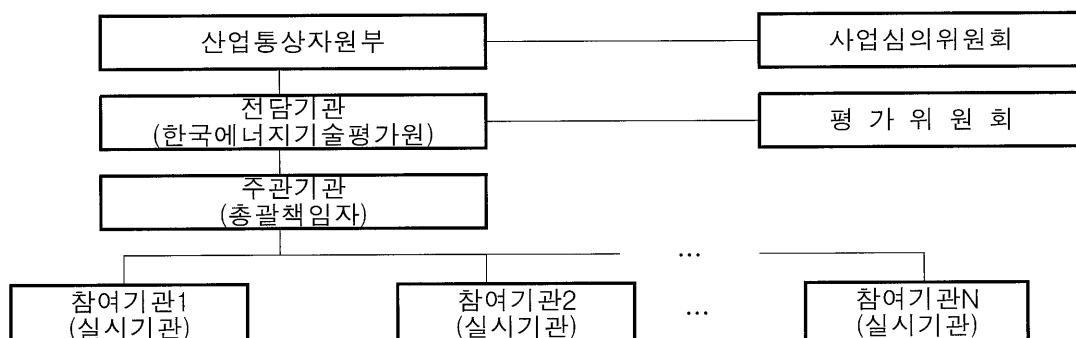 산업통상자원부
사업심의위원회
전담기관
(한국에너지기술평가원)
평 가 위 원 회
주관기관
(총괄책임자)
...
참여기관1
(실시기관)
참여기관2
(실시기관)
...
참여기관N
(실시기관)